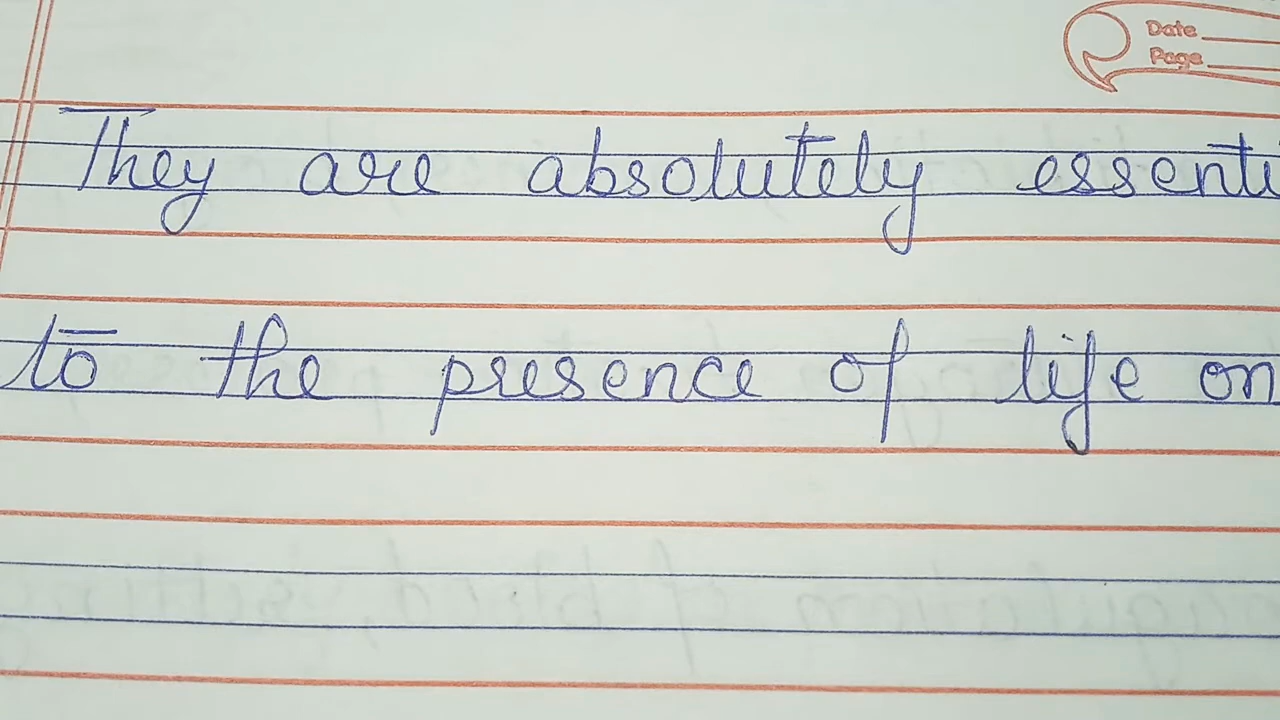 Date
Page
They are absolutely essenti
to the presence of life on